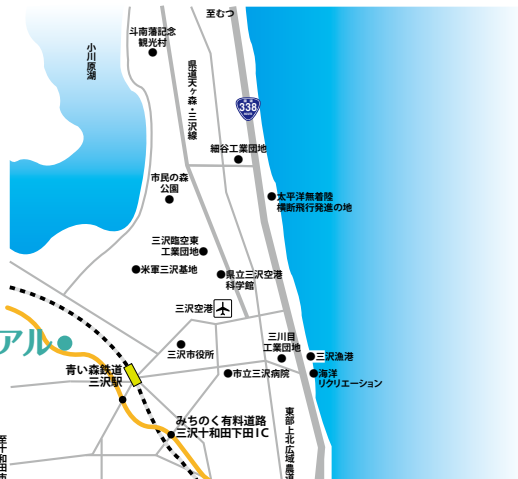 至むつ
斗南藩記念
観光村
小川原湖
県道天ヶ森・三沢線
338
細谷工業団地
市民の森
公園
太平洋無着陸
横断飛行発進の地
三沢臨空東
工業団地
米軍三沢基地
県立三沢空港
科学館
三沢空港
アル
三沢市役所
三川目
工業団地
三沢漁港
青い森鉄道
三沢駅
市立三沢病院
海洋
リクリエーション
みちのく有料道路
三沢十和田下田IC
東部上北広域農道
至十和田市